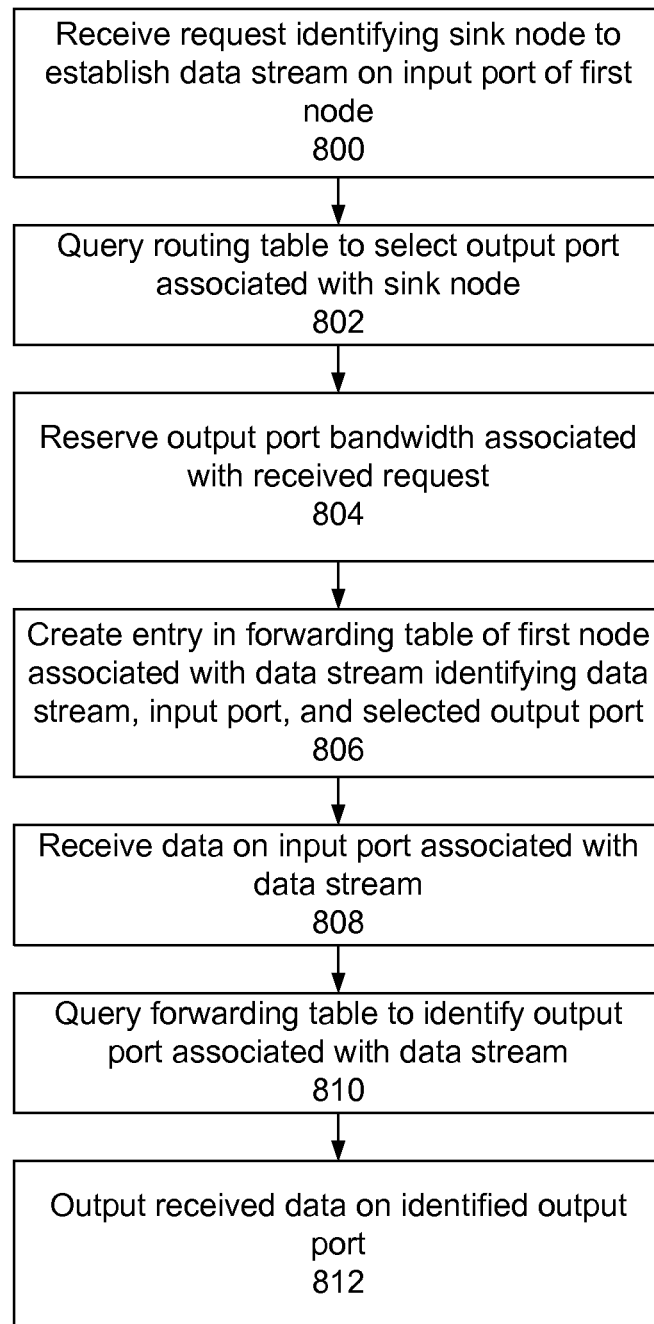 Receive request identifying sink node to
establish data stream on input port of first
node
800
Query routing table to select output port
associated with sink node
802
Reserve output port bandwidth associated
with received request
804
Create entry in forwarding table of first node
associated with data stream identifying data
stream, input port, and selected output port
806
Receive data on input port associated with
data stream
808
Query forwarding table to identify output
port associated with data stream
810
Output received data on identified output
port
812